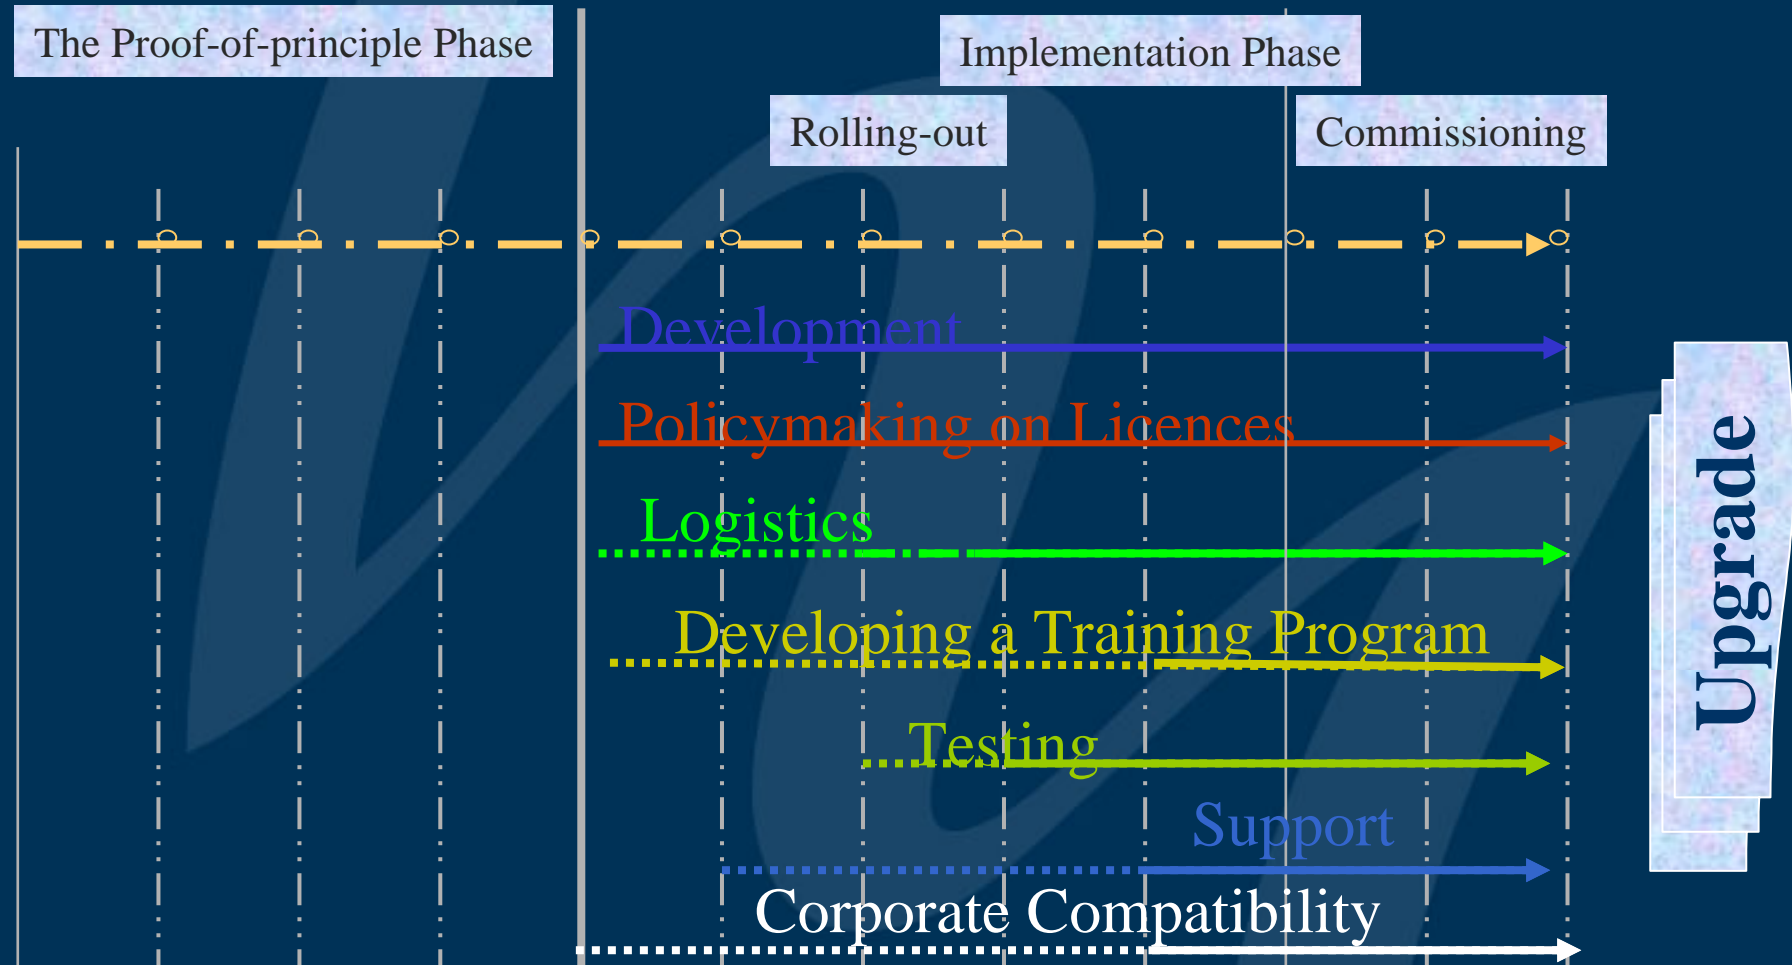 The Proof-of-principle Phase
Implementation Phase
Rolling-out
Commissioning
Development
Policymaking on Licences
Logistics
Developing a Training Program
Testing
Support
Corporate Compatibility
Upgrade